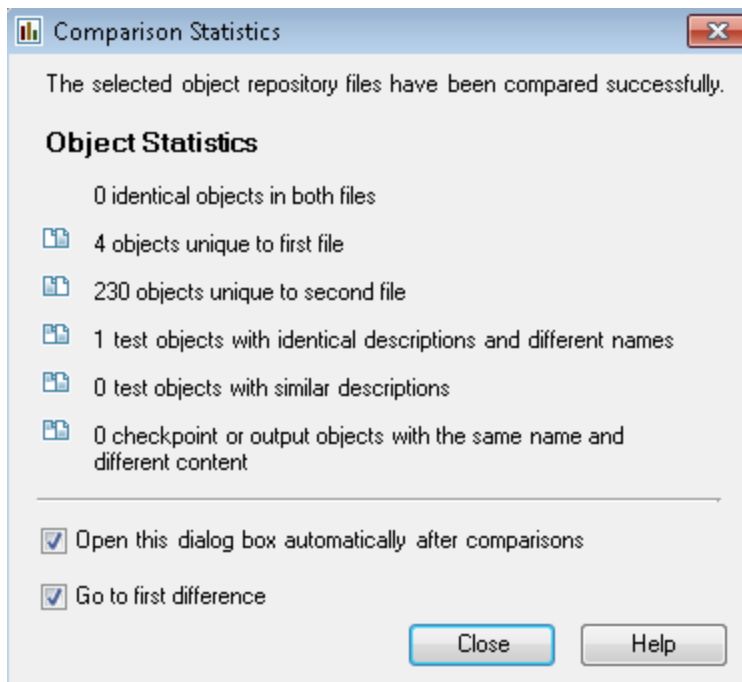 Comparison Statistics
The selected object repository files have been compared successfully.
Object Statistics
0 identical objects in both files
4 objects unique to first file
230 objects unique to second file
1 test objects with identical descriptions and different names
0 test objects with similar descriptions
0 checkpoint or output objects with the same name and
different content
Open this dialog box automatically after comparisons
Go to first difference
Close Help